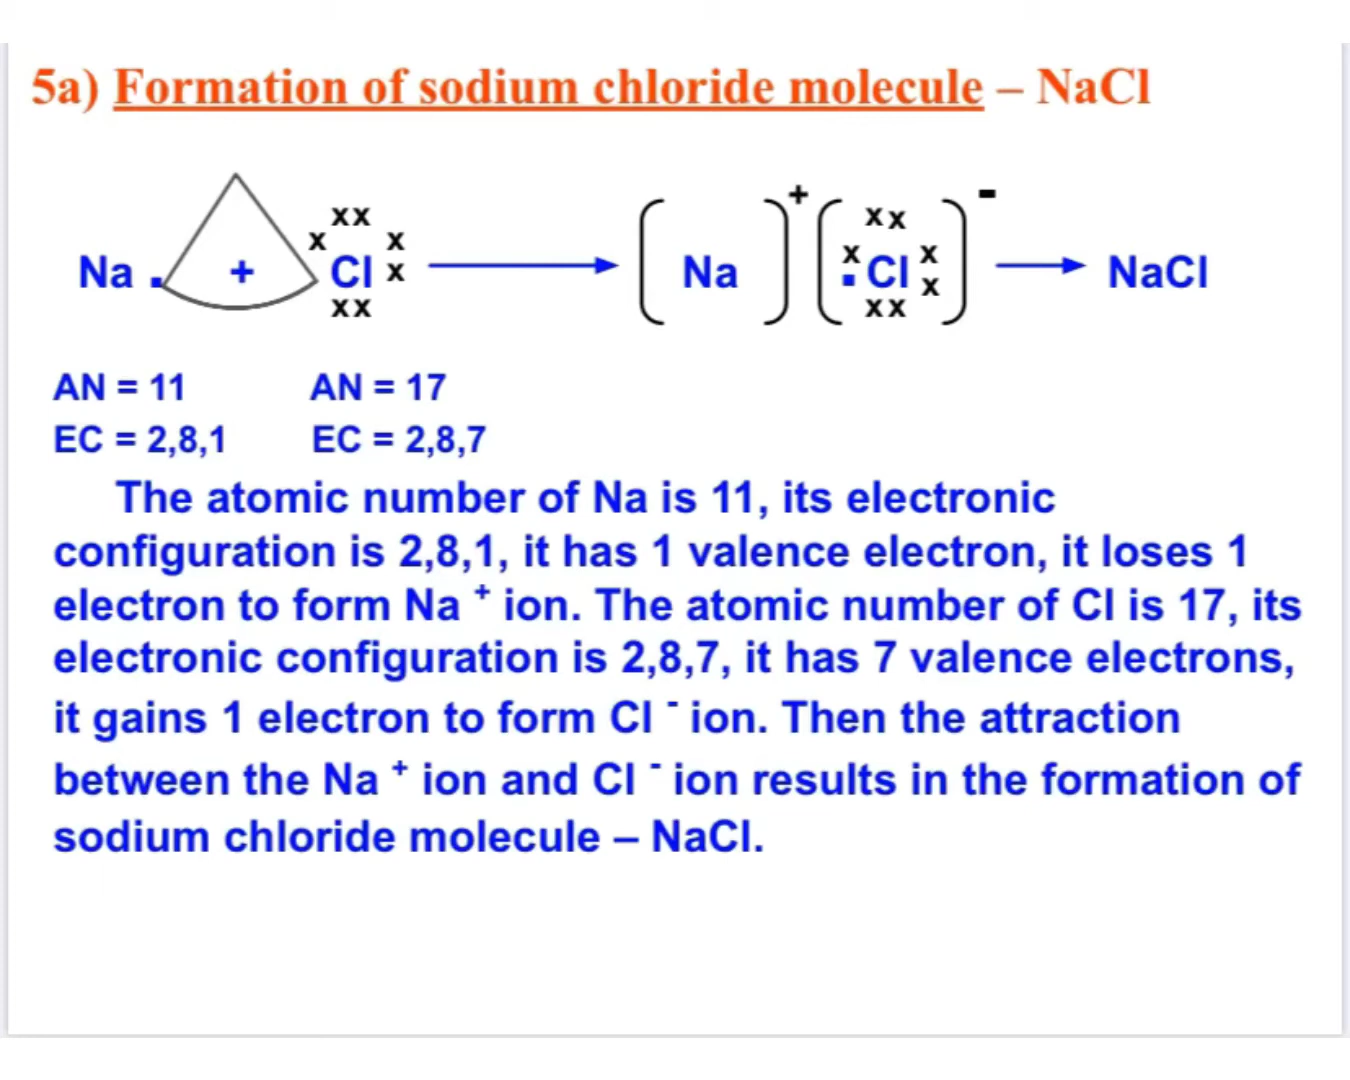 5a) Formation of sodium chloride molecule – NaCl
xx
x x
Na . + Cl x
xx
( Na )+ ( xx
x x
. Cl x
xx )-
NaCl
AN = 11 AN = 17
EC = 2,8,1 EC = 2,8,7
The atomic number of Na is 11, its electronic
configuration is 2,8,1, it has 1 valence electron, it loses 1
electron to form Na + ion. The atomic number of Cl is 17, its
electronic configuration is 2,8,7, it has 7 valence electrons,
it gains 1 electron to form Cl - ion. Then the attraction
between the Na + ion and Cl - ion results in the formation of
sodium chloride molecule – NaCl.